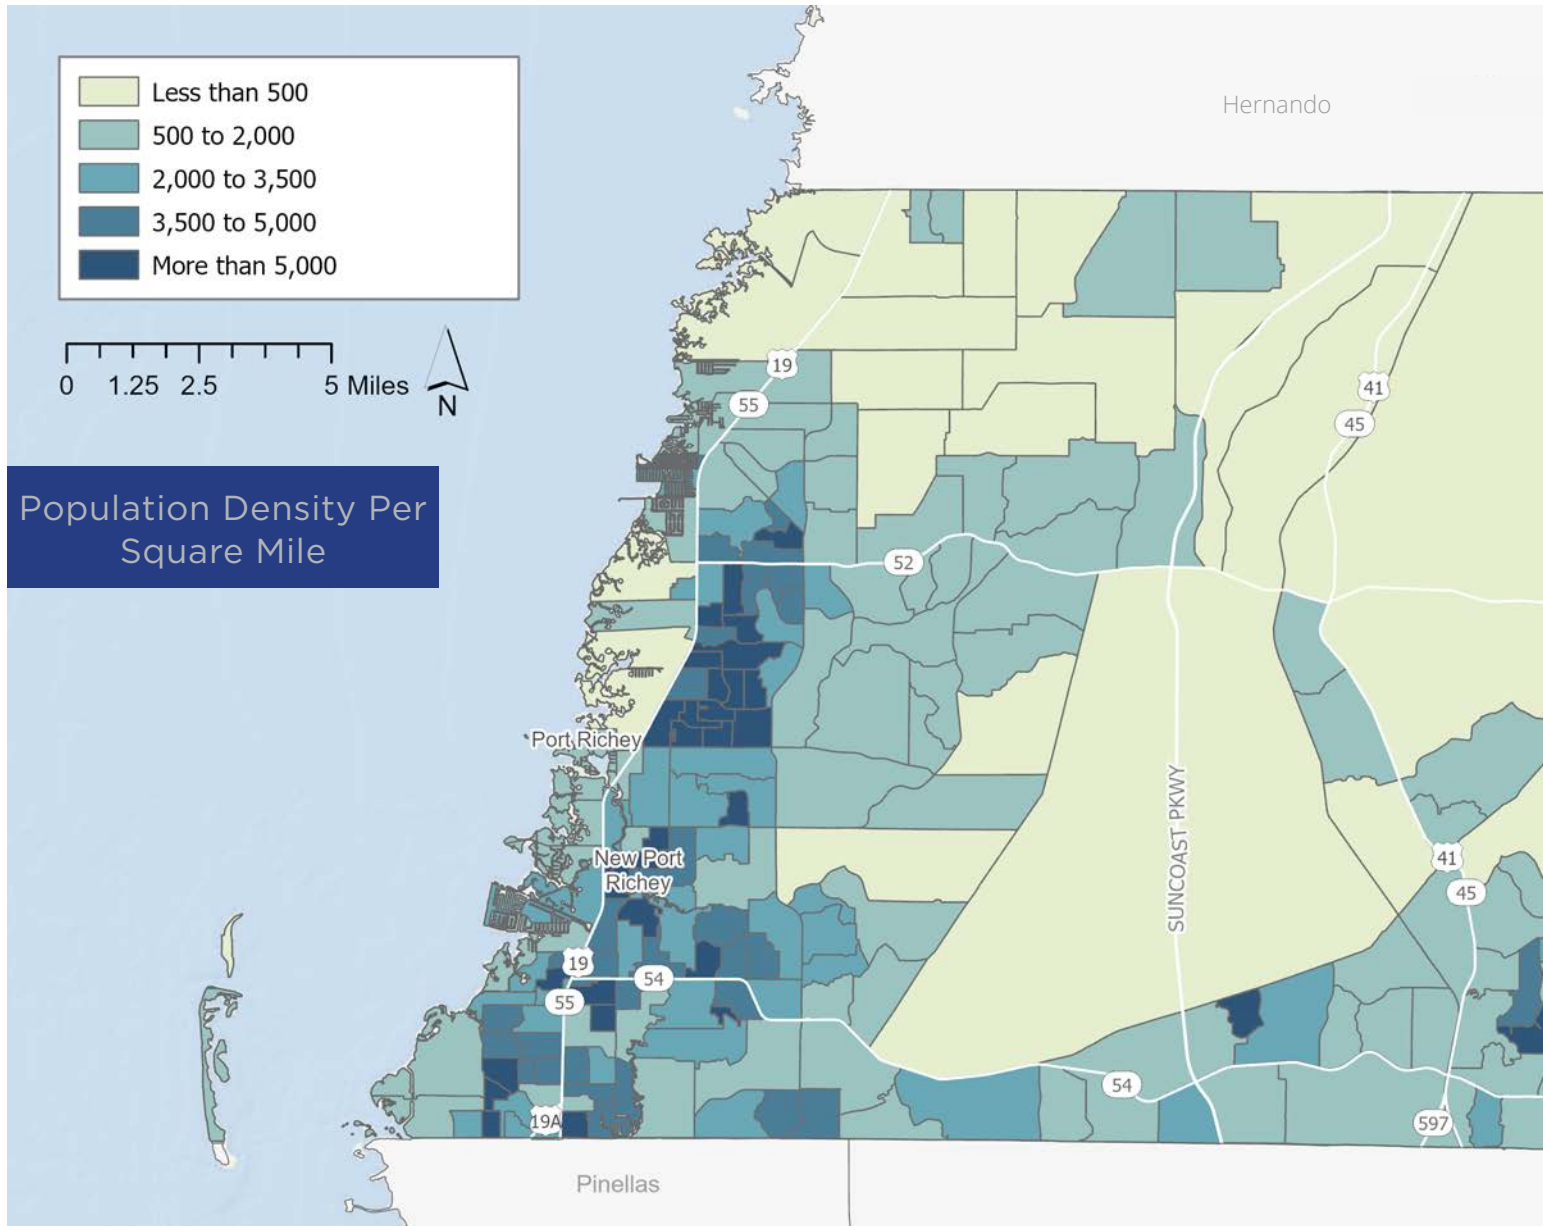 Less than 500
500 to 2,000
2,000 to 3,500
3,500 to 5,000
More than 5,000
0 1.25 2.5 5 Miles
N
Population Density Per
Square Mile
Hernando
19
55
41
45
52
Port Richey
SUNCOAST PKWY
New Port
Richey
41
45
19
54
55
54
19A
597
Pinellas